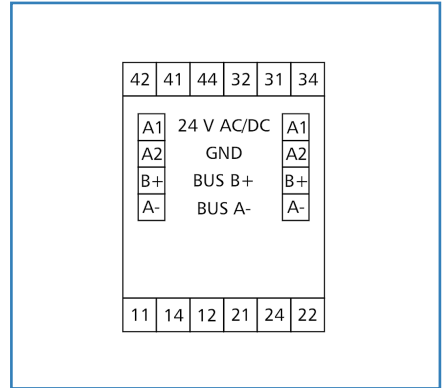 42 41 44 32 31 34
A1 24 V AC/DC A1
A2 GND A2
B+ BUS B+ B+
A- BUS A- A-
11 14 12 21 24 22